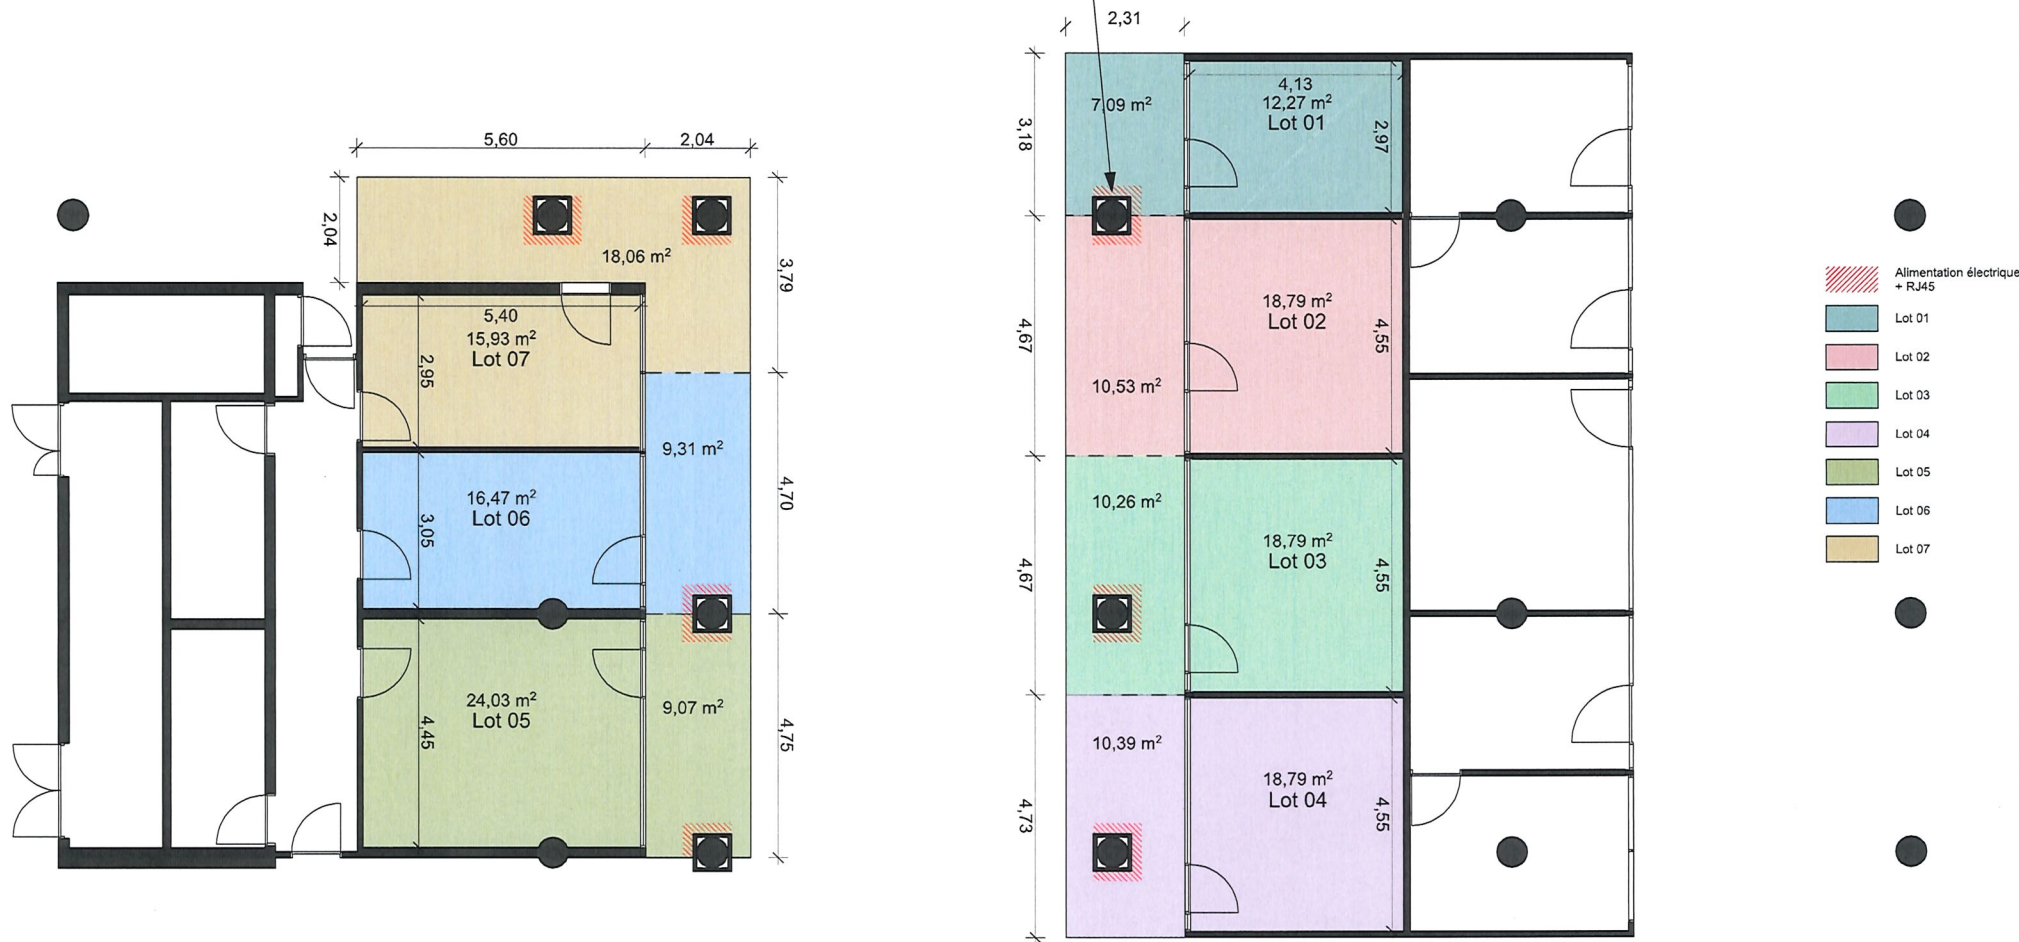 2,31
5,60
2,04
2,04
18,06 m²
3,79
5,40
15,93 m²
Lot 07
2,95
9,31 m²
4,70
16,47 m²
Lot 06
3,05
24,03 m²
Lot 05
4,45
9,07 m²
4,75
3,18
7,09 m²
4,13
12,27 m²
Lot 01
2,97
4,67
10,53 m²
18,79 m²
Lot 02
4,55
4,67
10,26 m²
18,79 m²
Lot 03
4,55
4,73
10,39 m²
18,79 m²
Lot 04
4,55
Alimentation électrique
+ RJ45
Lot 01
Lot 02
Lot 03
Lot 04
Lot 05
Lot 06
Lot 07